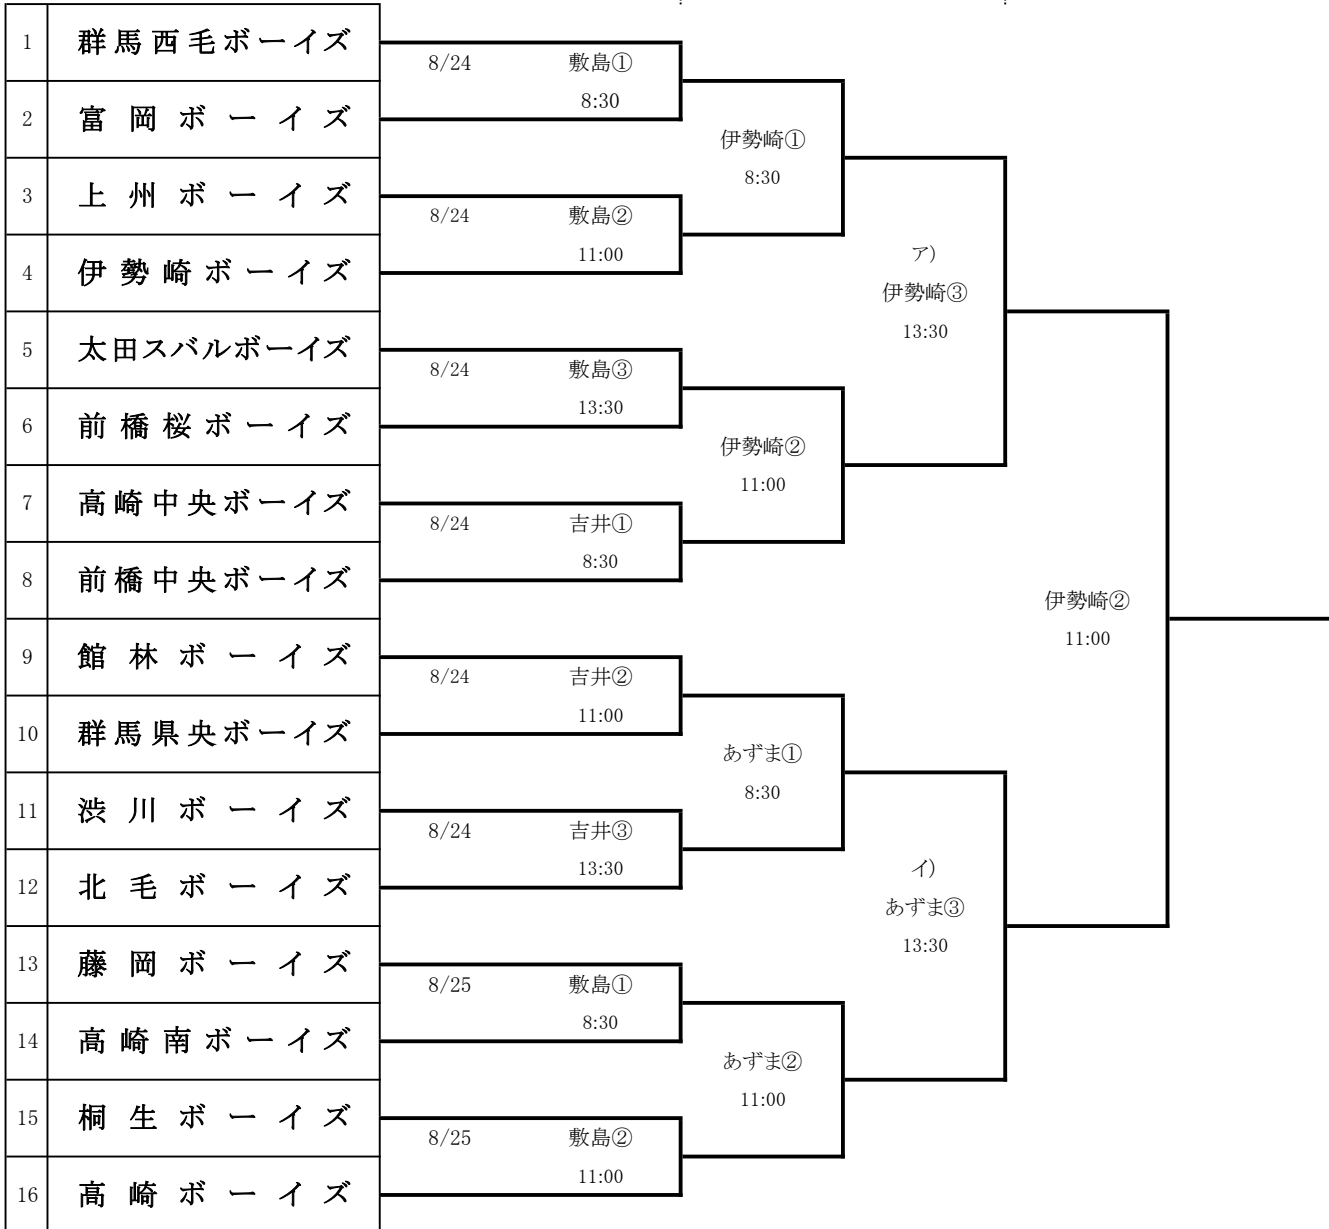 1 群馬西毛ボーイズ
8/24 敷島①
8:30
2 富岡ボーイズ
伊勢崎①
8:30
3 上州ボーイズ
8/24 敷島②
11:00
4 伊勢崎ボーイズ
ア)
伊勢崎③
13:30
5 太田スバルボーイズ
8/24 敷島③
13:30
6 前橋桜ボーイズ
伊勢崎②
11:00
7 高崎中央ボーイズ
8/24 吉井①
8:30
8 前橋中央ボーイズ
伊勢崎②
11:00
9 館林ボーイズ
8/24 吉井②
11:00
10 群馬県央ボーイズ
あずま①
8:30
11 渋川ボーイズ
8/24 吉井③
13:30
12 北毛ボーイズ
イ)
あずま③
13:30
13 藤岡ボーイズ
8/25 敷島①
8:30
14 高崎南ボーイズ
あずま②
11:00
15 桐生ボーイズ
8/25 敷島②
11:00
16 高崎ボーイズ